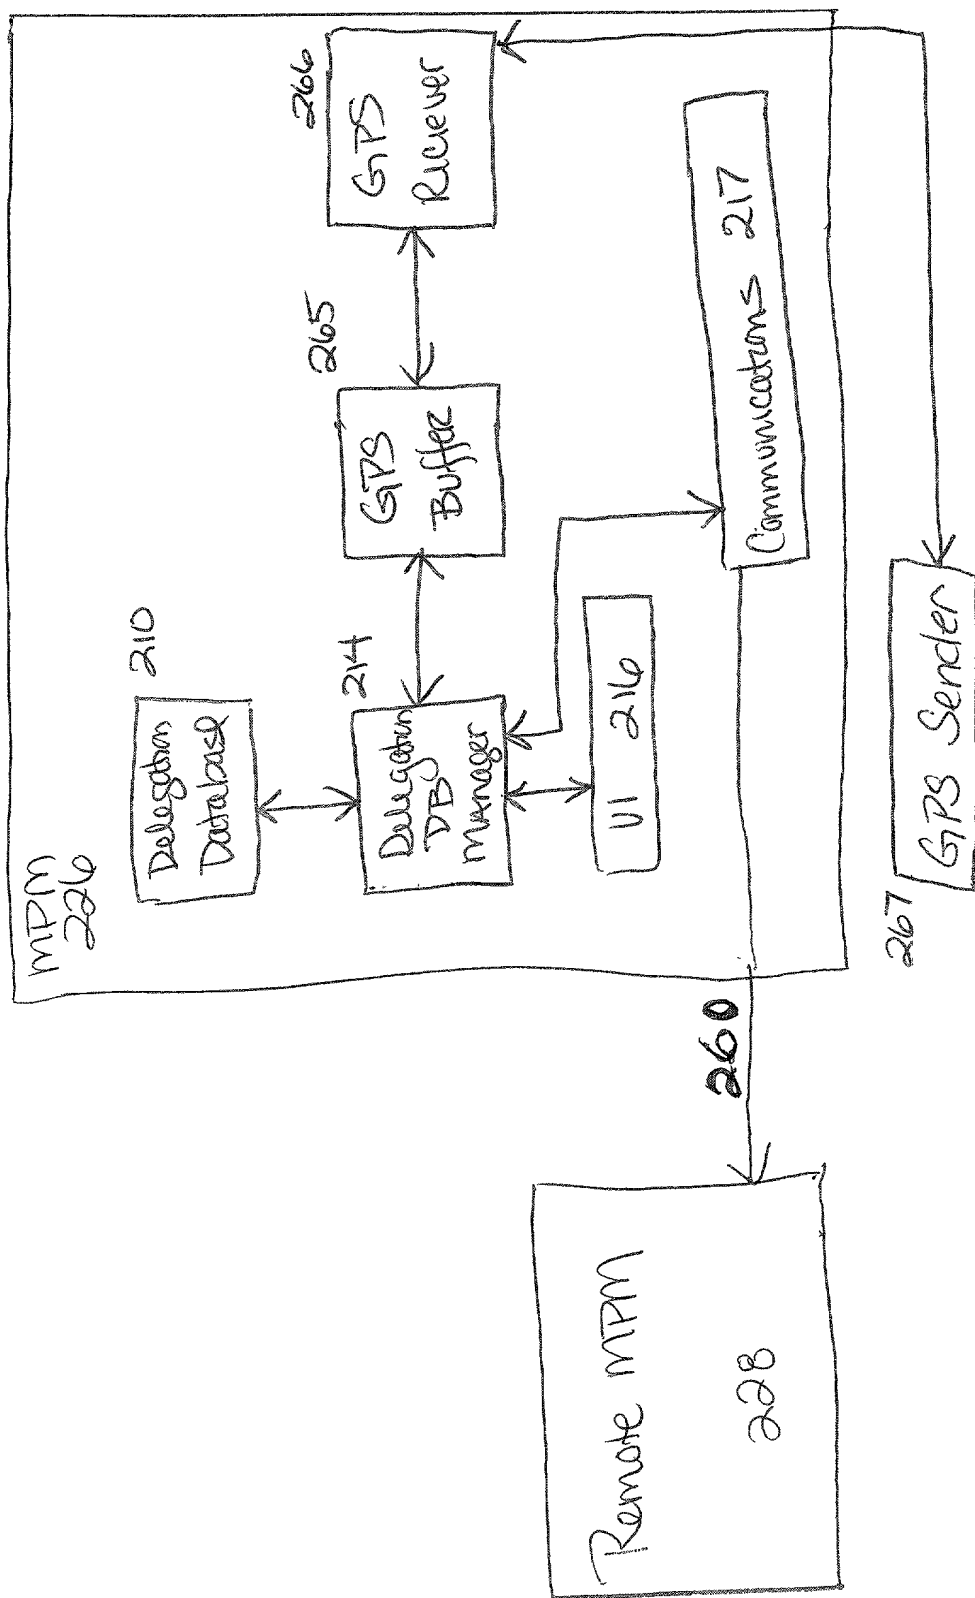 MPM
226
Delegation
Database
210
Delegation
DB
Manager
214
GPS
Buffer
265
GPS
Reciever
266
UI 216
Communications 217
267
GPS Sender
260
Remote MPM
228